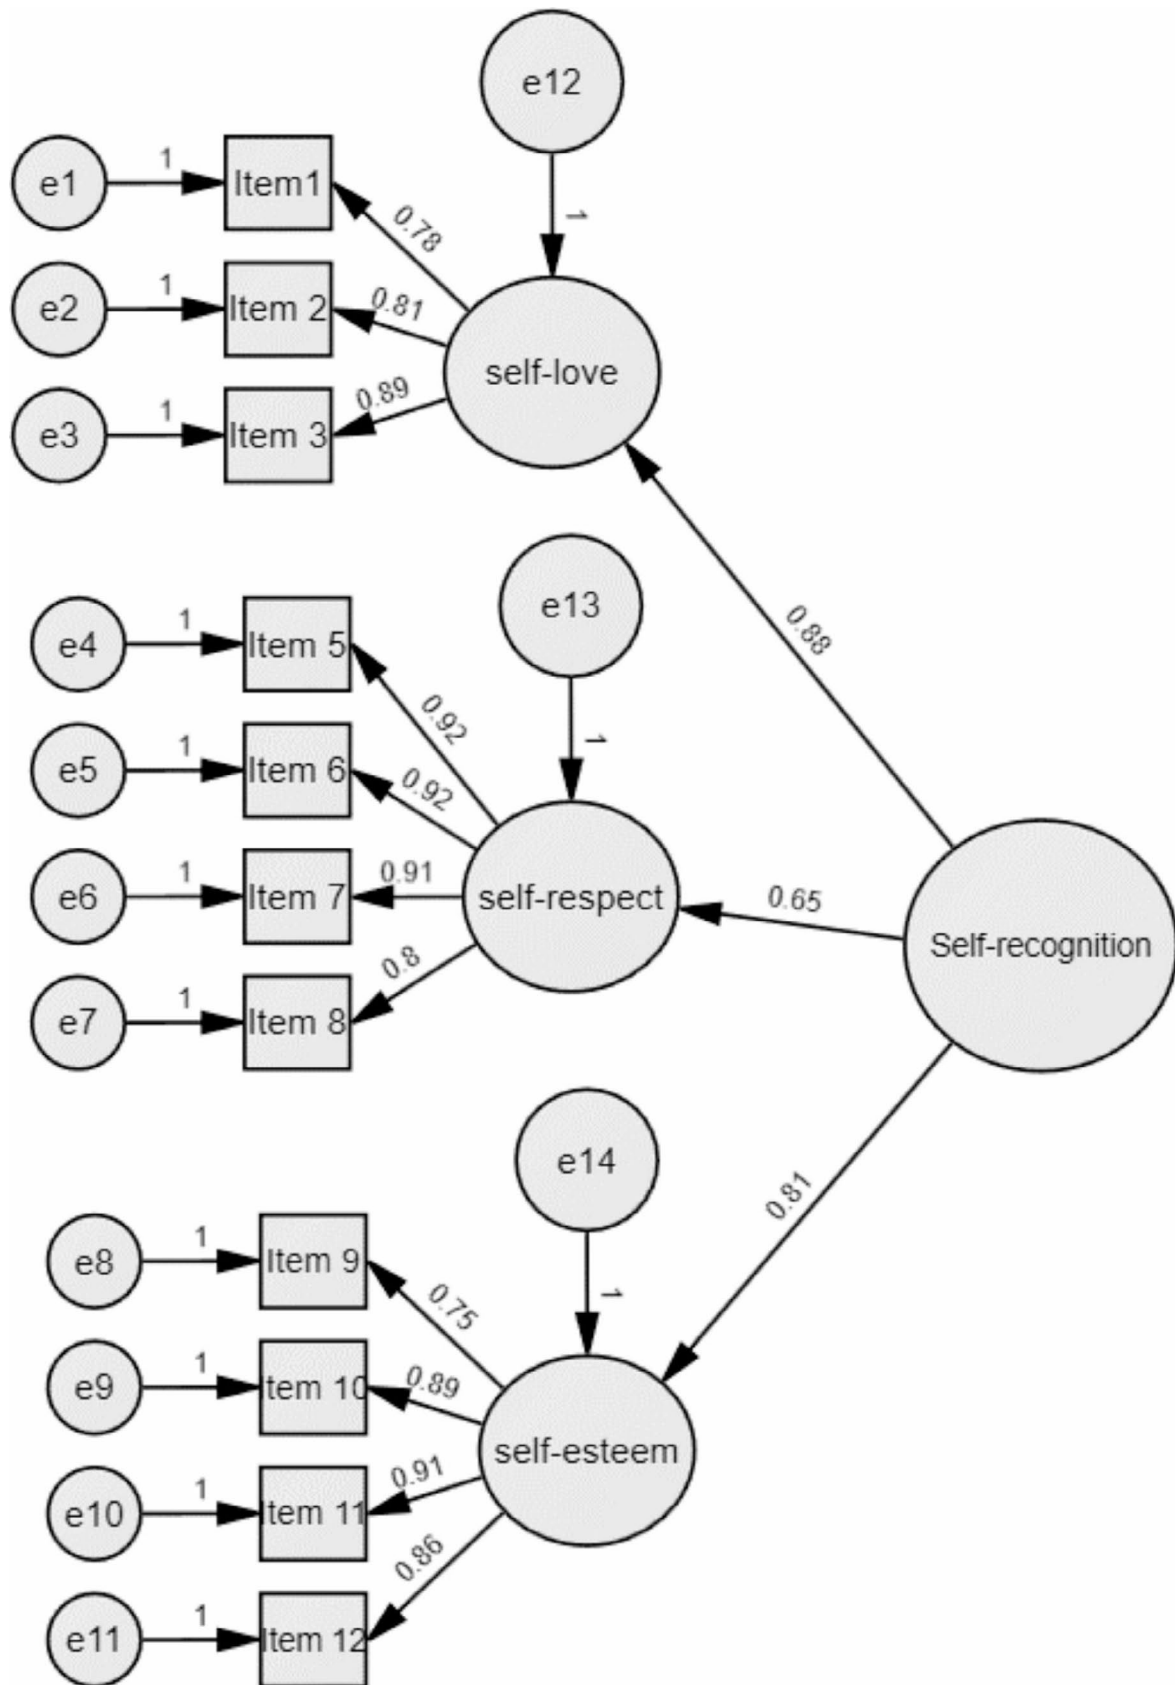 e12
e1
1
Item1
0.78
1
e2
1
Item 2
0.81
self-love
e3
1
Item 3
0.89
0.88
e13
e4
1
Item 5
0.92
1
e5
1
Item 6
0.92
e6
1
Item 7
0.91
self-respect
0.65
Self-recognition
e7
1
Item 8
0.8
e14
0.81
e8
1
Item 9
0.75
1
e9
1
tem 10
0.89
self-esteem
e10
1
Item 11
0.91
e11
1
Item 12
0.86